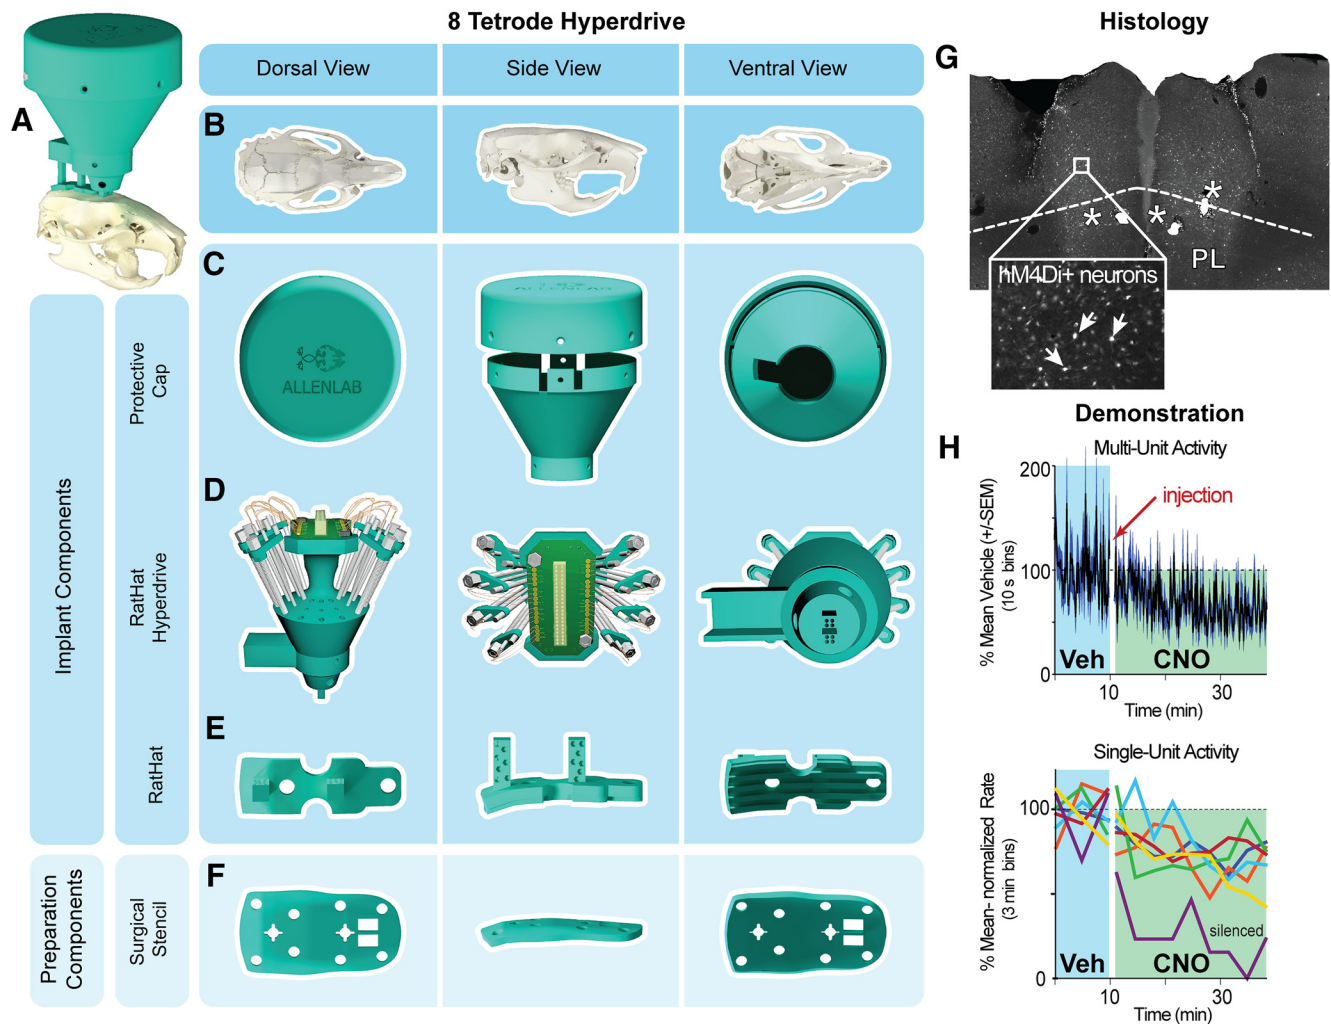 8 Tetrode Hyperdrive
Histology
A
Dorsal View
Side View
Ventral View
B
G
PL
hM4Di+ neurons
C
ALLENLAB
ALLENLAB
D
E
F
Implant Components
Protective
Cap
RatHat
Hyperdrive
RatHat
Preparation
Components
Surgical
Stencil
Demonstration
H
Multi-Unit Activity
% Mean Vehicle (+/-SEM)
(10 s bins)
200
100
0
injection
Veh
CNO
10
30
Time (min)
Single-Unit Activity
% Mean- normalized Rate
(3 min bins)
100
0
silenced
Veh
CNO
10
30
Time (min)